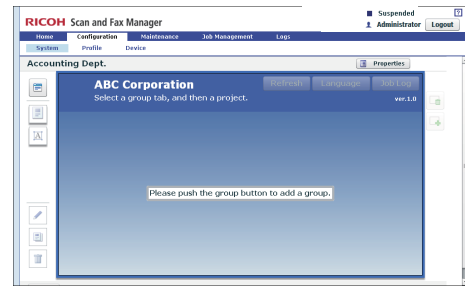 Suspended
RICOH Scan and Fax Manager
Administrator Logout
Home Configuration Maintenance Job Management Logs
System Profile Device
Accounting Dept. Properties
ABC Corporation
Refresh Language Job Log
Select a group tab, and then a project.
ver.1.0
Please push the group button to add a group.